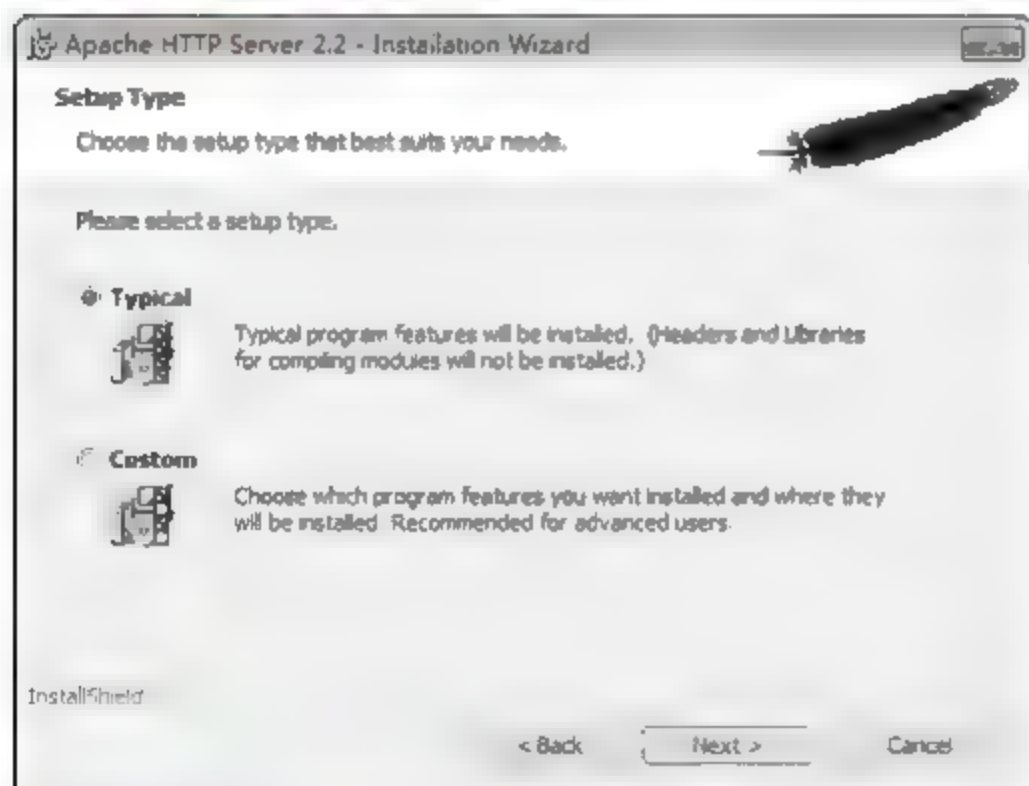 Apache HTTP Server 2.2 - Installation Wizard
Setup Type
Choose the setup type that best suits your needs.
Please select a setup type.
Typical
Typical program features will be installed. (Headers and Libraries
for compiling modules will not be installed.)
Custom
Choose which program features you want installed and where they
will be installed. Recommended for advanced users.
InstallShield
< Back
Next >
Cancel